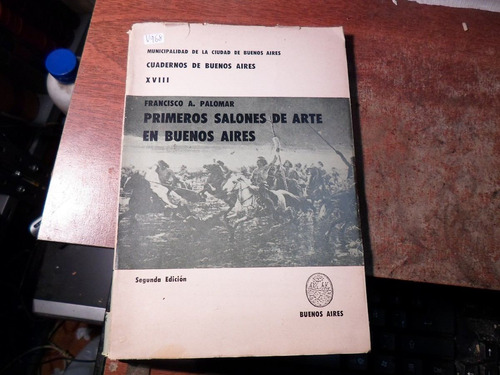 MUNICIPALIDAD DE LA CIUDAD DE BUENOS AIRES
CUADERNOS DE BUENOS AIRES
XVIII
FRANCISCO A. PALOMAR
PRIMEROS SALONES DE ARTE
EN BUENOS AIRES
Segunda Edición
BUENOS AIRES